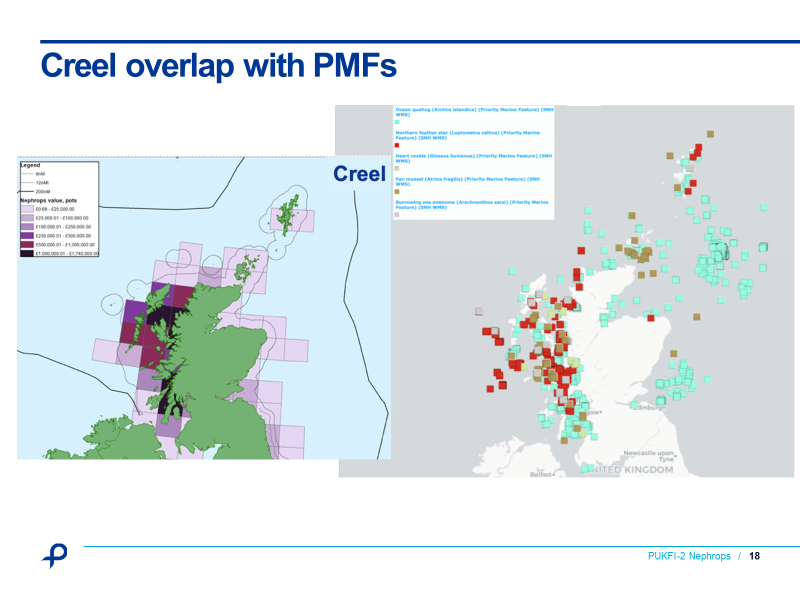 Creel overlap with PMFs
Ocean quahog (Arctica islandica) (Priority Marine Feature) (SNH
WMS)
Northern feather star (Leptometra celtica) (Priority Marine
Feature) (SNH WMS)
Heart cockle (Glossus humanus) (Priority Marine Feature) (SNH
WMS)
Fan mussel (Atrina fragilis) (Priority Marine Feature) (SNH
WMS)
Burrowing sea anemone (Arachnanthus sarsi) (Priority Marine
Feature) (SNH WMS)
Creel
Legend
6nM
12nMt
200nM
Nephrops value, pots
£0.68 - £25,000.00
£25,000.01 - £100,000.00
£100,000.01 - £250,000.00
£250,000.01 - £500,000.00
£500,000.01 - £1,000,000.00
£1,000,000.01 - £1,740,000.00
Edinburgh
Newcastle upon
Tyne
Belfast
UNITED KINGDOM
PUKFI-2 Nephrops / 18